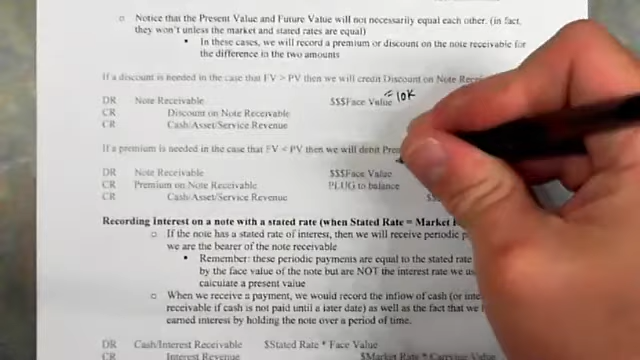 ○ Notice that the Present Value and Future Value will not necessarily equal each other. (in fact,
they won't unless the market and stated rates are equal)
▪ In these cases, we will record a premium or discount on the note receivable for
the difference in the two amounts
If a discount is needed in the case that FV > PV then we will credit Discount on Note
DR Note Receivable $$$Face Value = 10K
CR Discount on Note Receivable
CR Cash/Asset/Service Revenue
If a premium is needed in the case that FV < PV then we will debit
DR Note Receivable $$$Face Value
CR Premium on Note Receivable PLUG to balance
CR Cash/Asset/Service Revenue
Recording Interest on a note with a stated rate (when Stated Rate = Market
○ If the note has a stated rate of interest, then we will receive periodic
we are the bearer of the note receivable
▪ Remember: these periodic payments are equal to the stated rate
by the face value of the note but are NOT the interest rate we
calculate a present value
○ When we receive a payment, we would record the inflow of cash (or
receivable if cash is not paid until a later date) as well as the fact that we
earned interest by holding the note over a period of time.
DR Cash/Interest Receivable $Stated Rate * Face Value
CR Interest Revenue $Market Rate * Carrying Value